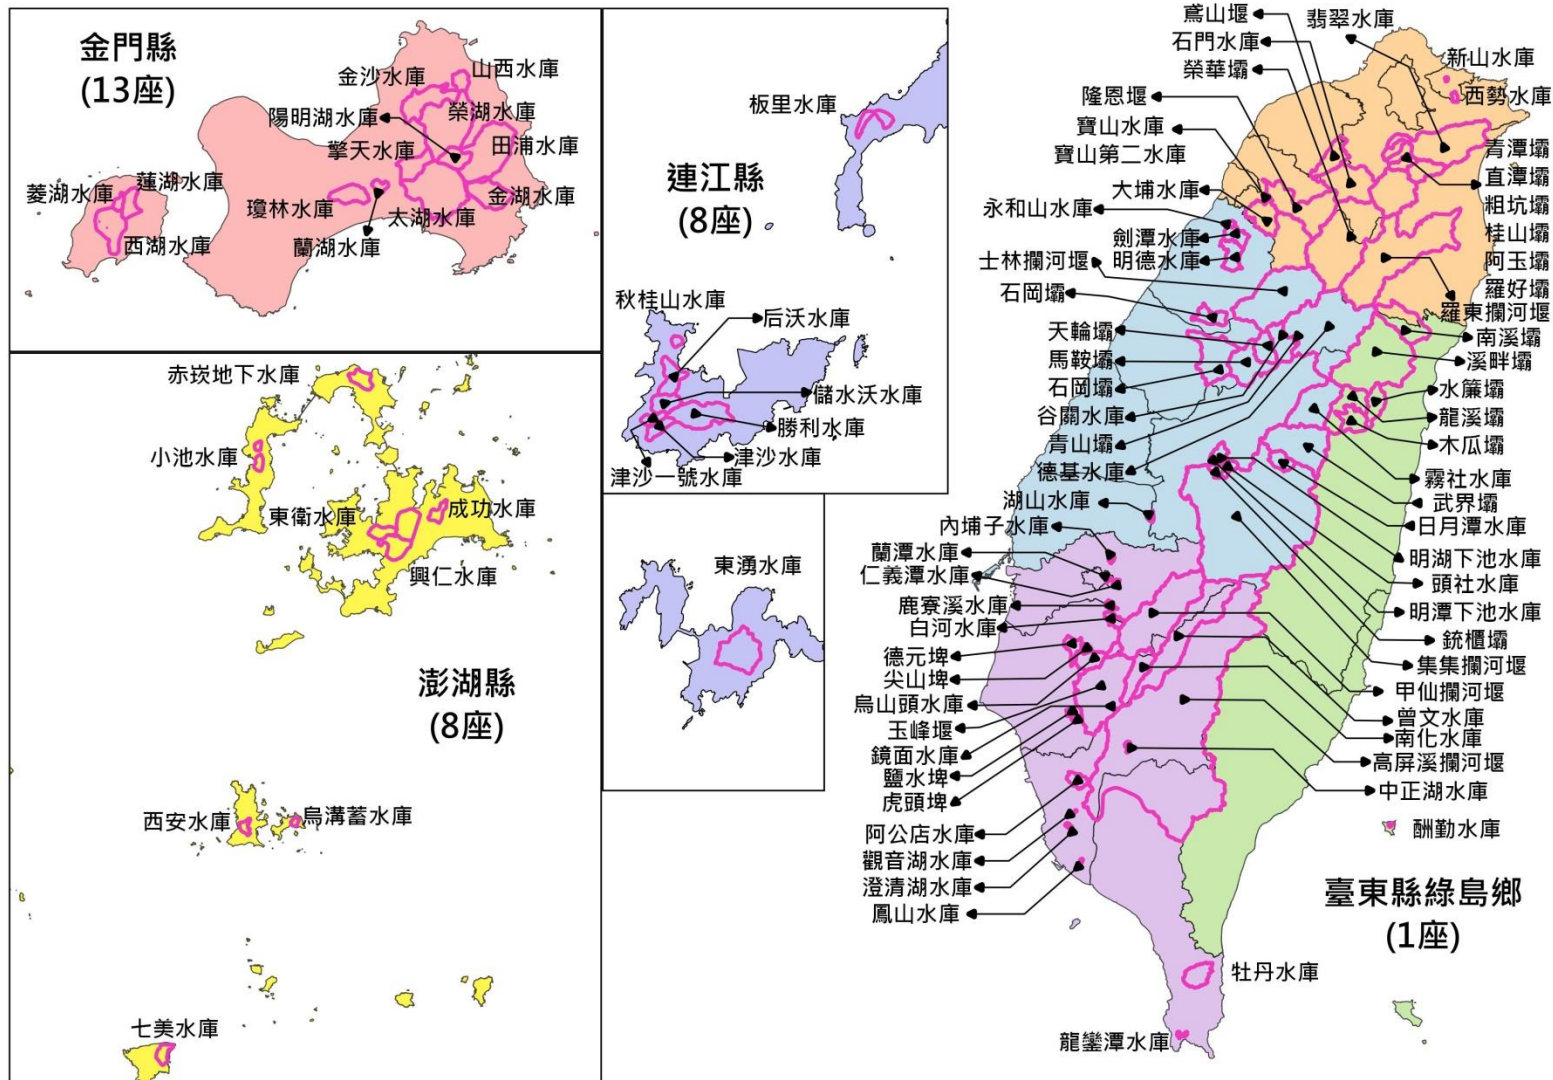 金門縣
(13座)
山西水庫
金沙水庫
榮湖水庫
陽明湖水庫
田浦水庫
擎天水庫
金湖水庫
瓊林水庫
太湖水庫
蘭湖水庫
菱湖水庫
蓮湖水庫
西湖水庫
連江縣
(8座)
板里水庫
秋桂山水庫
后沃水庫
儲水沃水庫
勝利水庫
津沙水庫
津沙一號水庫
東湧水庫
赤崁地下水庫
小池水庫
東衛水庫
成功水庫
興仁水庫
澎湖縣
(8座)
西安水庫
烏溝蓄水庫
七美水庫
鳶山堰
石門水庫
榮華壩
隆恩堰
寶山水庫
寶山第二水庫
大埔水庫
永和山水庫
劍潭水庫
明德水庫
士林攔河堰
石岡壩
天輪壩
馬鞍壩
石岡壩
谷關水庫
青山壩
德基水庫
湖山水庫
內埔子水庫
蘭潭水庫
仁義潭水庫
鹿寮溪水庫
白河水庫
德元埤
尖山埤
烏山頭水庫
玉峰堰
鏡面水庫
鹽水埤
虎頭埤
阿公店水庫
觀音湖水庫
澄清湖水庫
鳳山水庫
龍鑾潭水庫
翡翠水庫
新山水庫
西勢水庫
青潭壩
直潭壩
粗坑壩
桂山壩
阿玉壩
羅好壩
羅東攔河堰
南溪壩
溪畔壩
水簾壩
龍溪壩
木瓜壩
霧社水庫
武界壩
日月潭水庫
明湖下池水庫
頭社水庫
明潭下池水庫
銃櫃壩
集集攔河堰
甲仙攔河堰
曾文水庫
南化水庫
高屏溪攔河堰
中正湖水庫
酬勤水庫
臺東縣綠島鄉
(1座)
牡丹水庫